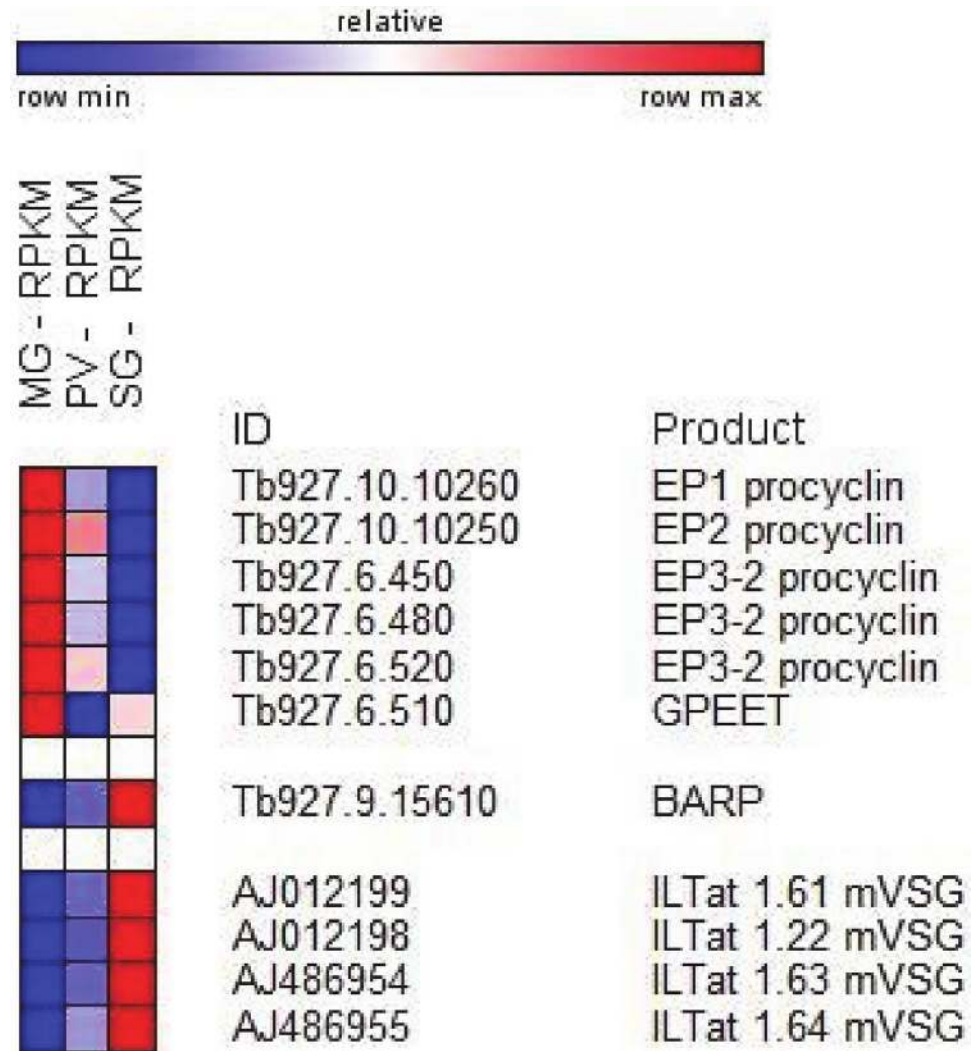 relative
row min row max
MG - RPKM
PV - RPKM
SG - RPKM
ID Product
Tb927.10.10260 EP1 procyclin
Tb927.10.10250 EP2 procyclin
Tb927.6.450 EP3-2 procyclin
Tb927.6.480 EP3-2 procyclin
Tb927.6.520 EP3-2 procyclin
Tb927.6.510 GPEET
Tb927.9.15610 BARP
AJ012199 ILTat 1.61 mVSG
AJ012198 ILTat 1.22 mVSG
AJ486954 ILTat 1.63 mVSG
AJ486955 ILTat 1.64 mVSG